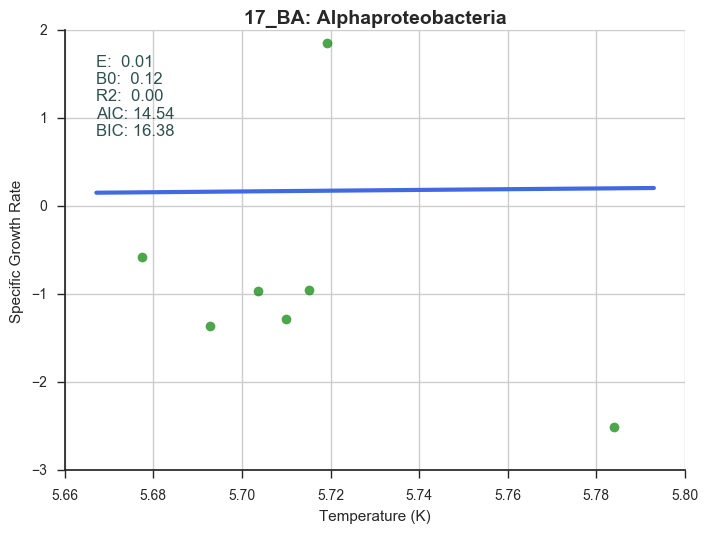 17_BA: Alphaproteobacteria
E: 0.01
B0: 0.12
R2: 0.00
AIC: 14.54
BIC: 16.38
2
1
0
−1
−2
−3
Specific Growth Rate
5.66 5.68 5.70 5.72 5.74 5.76 5.78 5.80
Temperature (K)